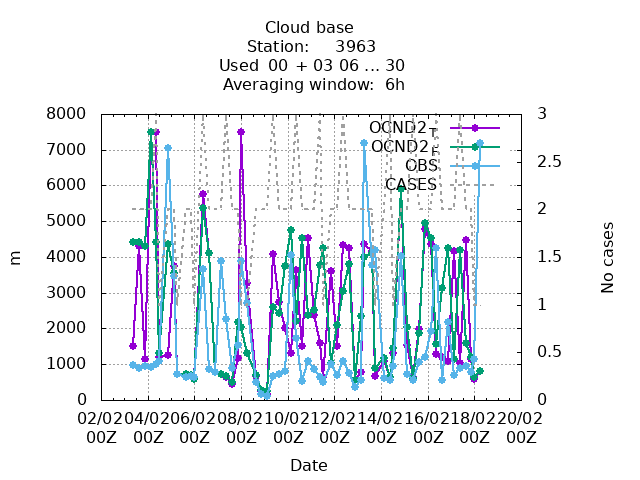 Cloud base
Station: 3963
Used 00 + 03 06 ... 30
Averaging window: 6h
8000
7000
6000
5000
4000
3000
2000
1000
0
m
3
2.5
2
1.5
1
0.5
0
No cases
OCND2_T
OCND2_F
OBS
CASES
02/02 04/02 06/02 08/02 10/02 12/02 14/02 16/02 18/02 20/02
00Z 00Z 00Z 00Z 00Z 00Z 00Z 00Z 00Z 00Z
Date